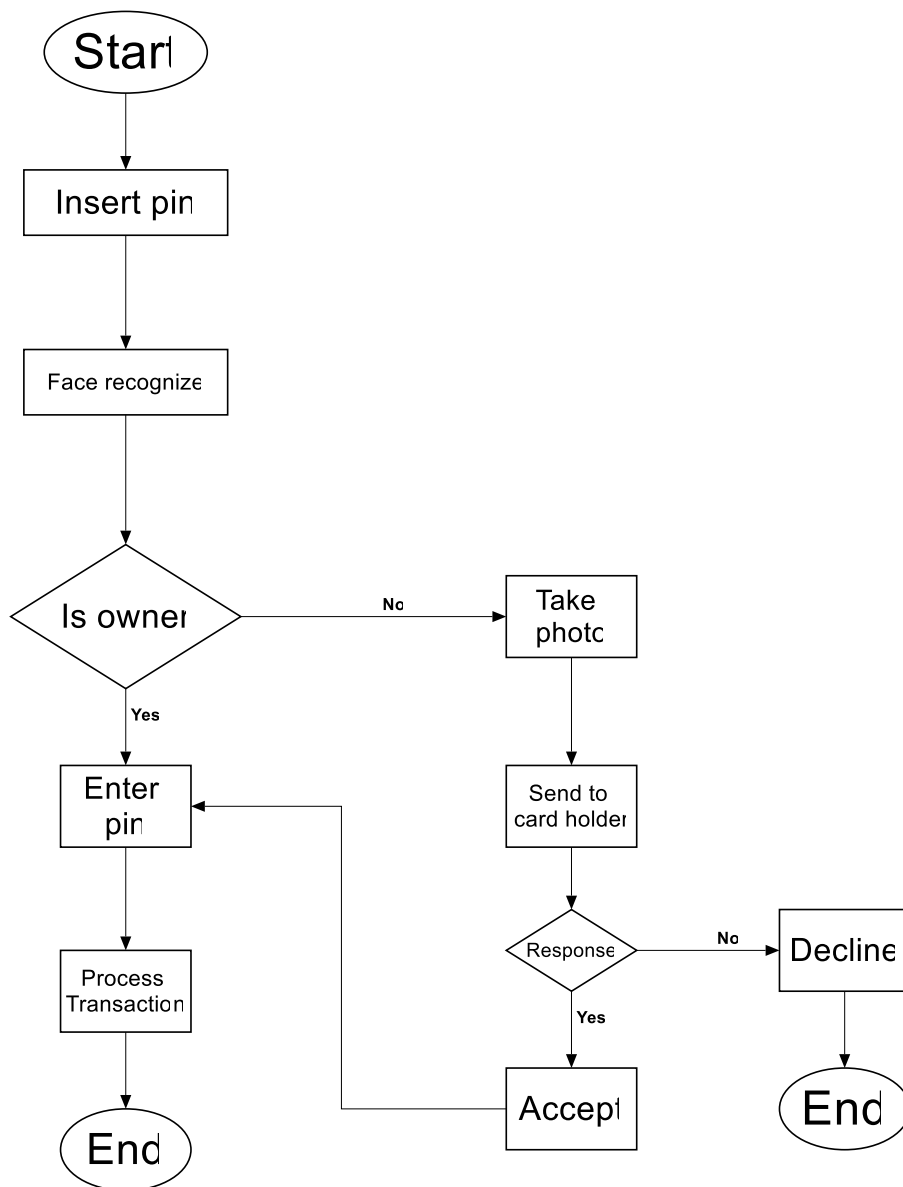 Start
Insert pin
Face recognize
Is owner
No
Take
photo
Yes
Enter
pin
Send to
card holder
Response
No
Decline
Process
Transaction
Yes
Accept
End
End